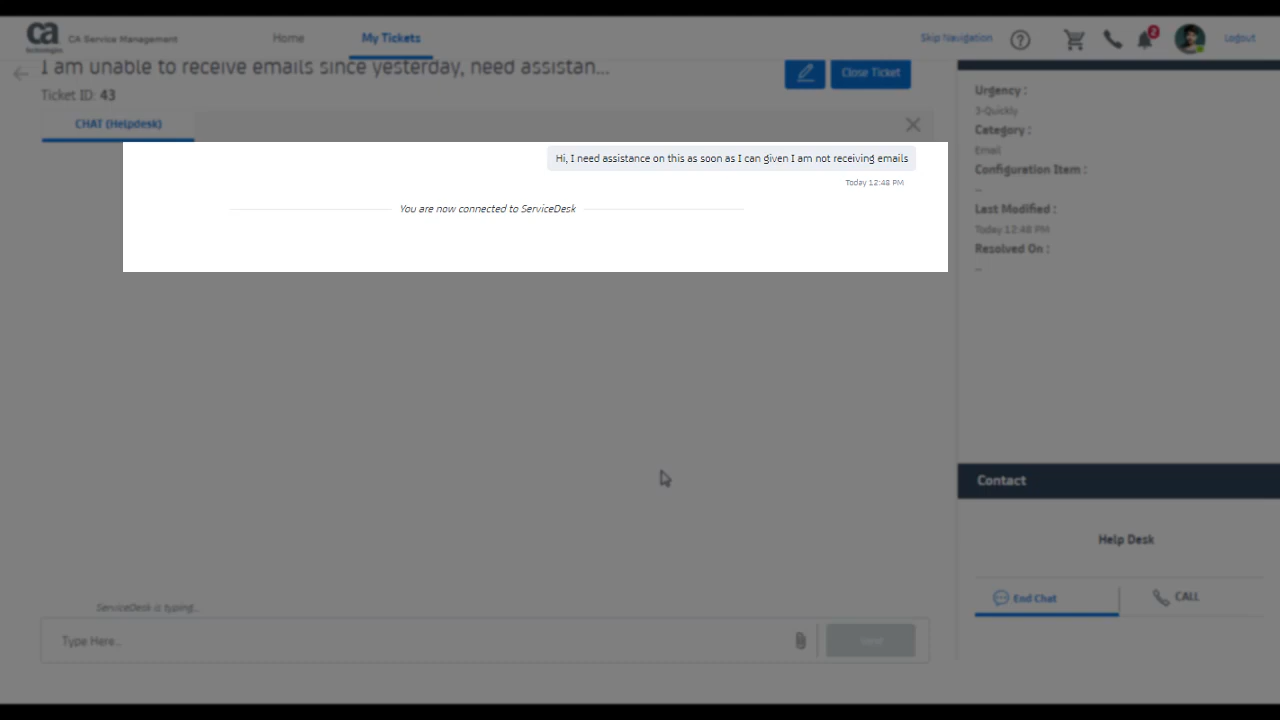 ca
technologies
CA Service Management
Home
My Tickets
Skip Navigation
2
Logout
I am unable to receive emails since yesterday, need assistan...
Close Ticket
Ticket ID: 43
CHAT (Helpdesk)
Hi, I need assistance on this as soon as I can given I am not receiving emails
Today 12:48 PM
You are now connected to ServiceDesk
Urgency :
3-Quickly
Category :
Email
Configuration Item :
--
Last Modified :
Today 12:48 PM
Resolved On :
--
Contact
Help Desk
End Chat
CALL
ServiceDesk is typing...
Type Here...
Send